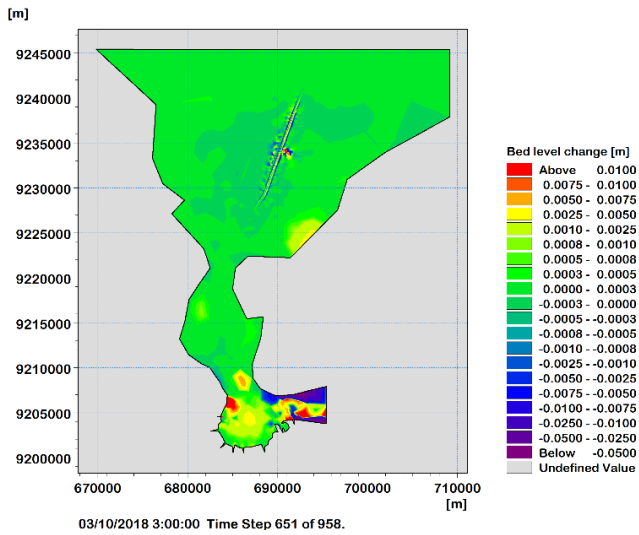 [m]
9245000
9240000
9235000
9230000
9225000
9220000
9215000
9210000
9205000
9200000
670000 680000 690000 700000 710000
[m]
03/10/2018 3:00:00 Time Step 651 of 958.
Bed level change [m]
Above 0.0100
0.0075 - 0.0100
0.0050 - 0.0075
0.0025 - 0.0050
0.0010 - 0.0025
0.0008 - 0.0010
0.0005 - 0.0008
0.0003 - 0.0005
0.0000 - 0.0003
-0.0003 - 0.0000
-0.0005 - -0.0003
-0.0008 - -0.0005
-0.0010 - -0.0008
-0.0025 - -0.0010
-0.0050 - -0.0025
-0.0075 - -0.0050
-0.0100 - -0.0075
-0.0250 - -0.0100
-0.0500 - -0.0250
Below -0.0500
Undefined Value